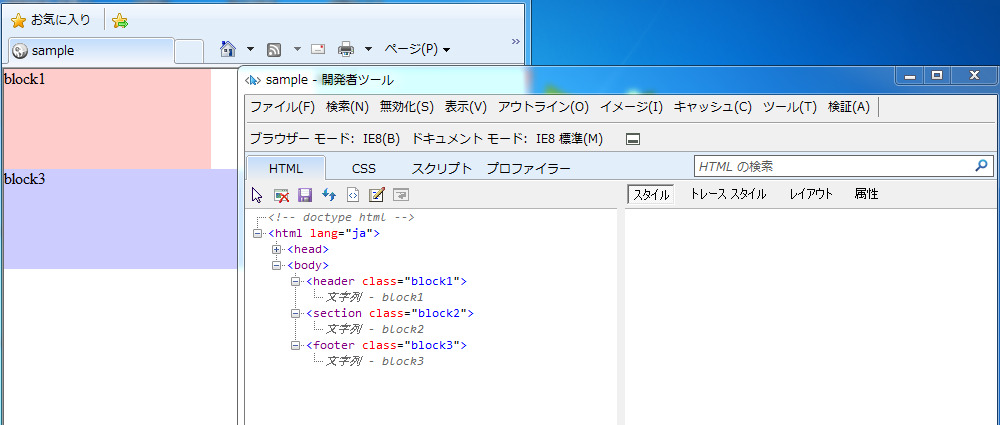 お気に入り
sample
ページ(P)
block1
block3
sample - 開発者ツール
ファイル(F) 検索(N) 無効化(S) 表示(V) アウトライン(O) イメージ(I) キャッシュ(C) ツール(T) 検証(A)
ブラウザー モード: IE8(B) ドキュメント モード: IE8 標準(M)
HTML CSS スクリプト プロファイラー HTML の検索
スタイル トレース スタイル レイアウト 属性
<!-- doctype html -->
<html lang="ja">
<head>
<body>
<header class="block1">
文字列 - block1
<section class="block2">
文字列 - block2
<footer class="block3">
文字列 - block3